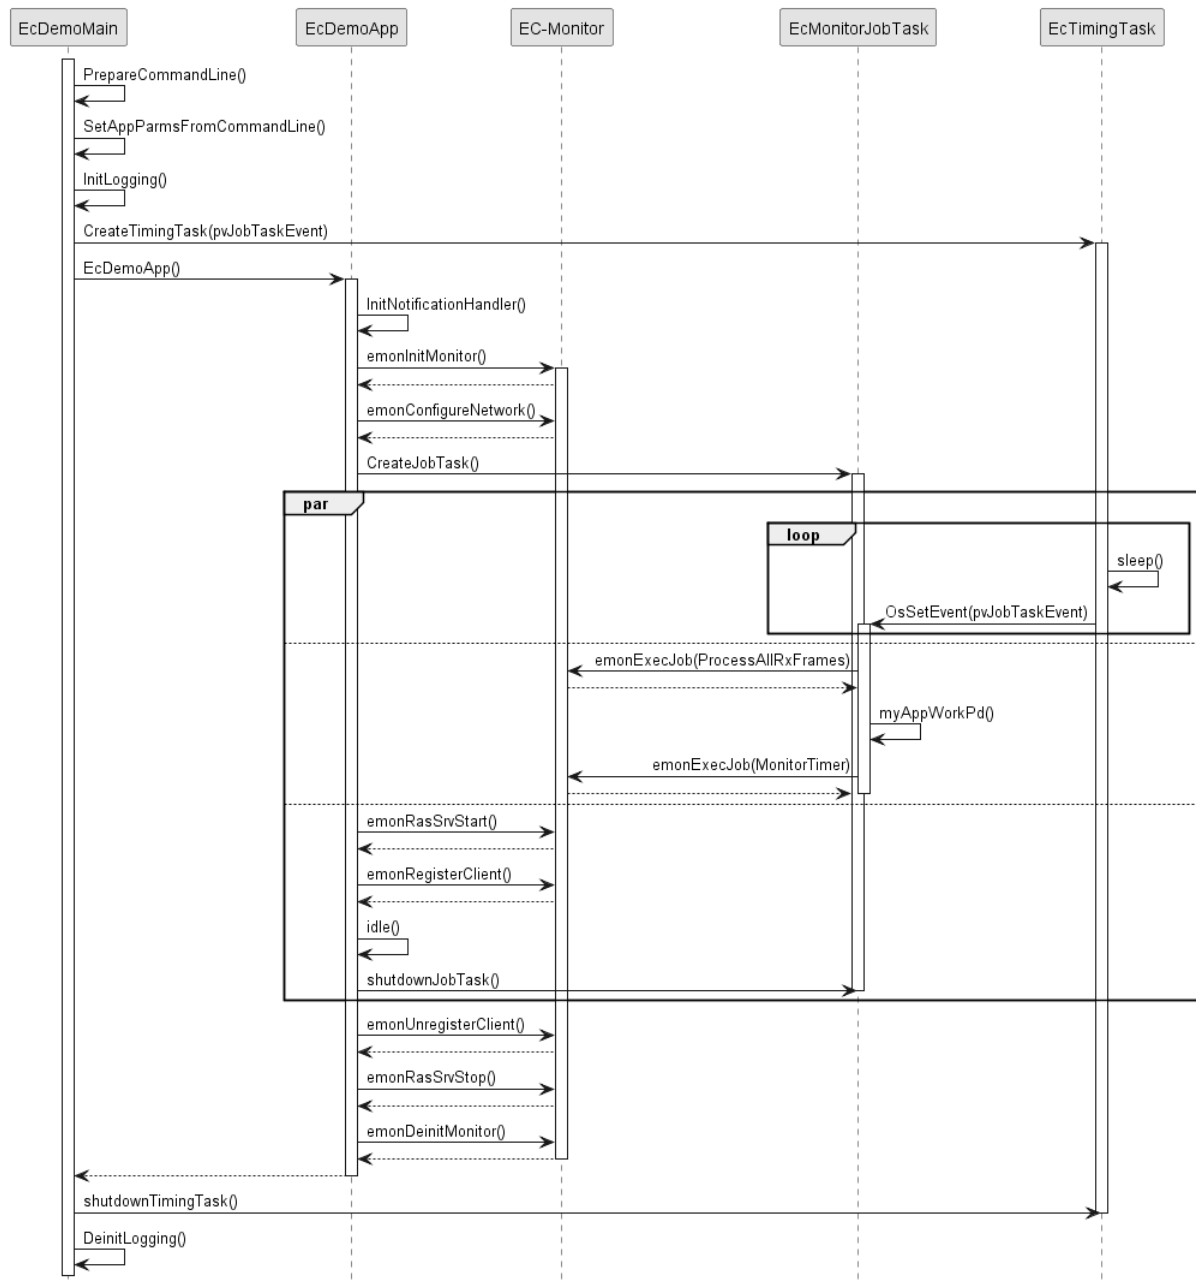 EcDemoMain
EcDemoApp
EC-Monitor
EcMonitorJobTask
EcTimingTask
PrepareCommandLine()
SetAppParmsFromCommandLine()
InitLogging()
CreateTimingTask(pvJobTaskEvent)
EcDemoApp()
InitNotificationHandler()
emonInitMonitor()
emonConfigureNetwork()
CreateJobTask()
par
loop
sleep()
OsSetEvent(pvJobTaskEvent)
emonExecJob(ProcessAllRxFrames)
myAppWorkPd()
emonExecJob(MonitorTimer)
emonRasSrvStart()
emonRegisterClient()
idle()
shutdownJobTask()
emonUnregisterClient()
emonRasSrvStop()
emonDeinitMonitor()
shutdownTimingTask()
DeinitLogging()